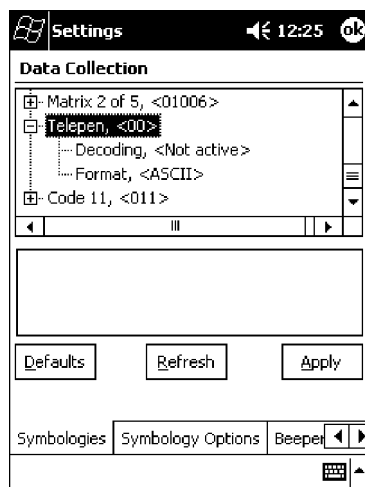 Settings 12:25 ok
Data Collection
Matrix 2 of 5, <01006>
Telepen, <00>
Decoding, <Not active>
Format, <ASCII>
Code 11, <011>
Defaults Refresh Apply
Symbologies Symbology Options Beeper